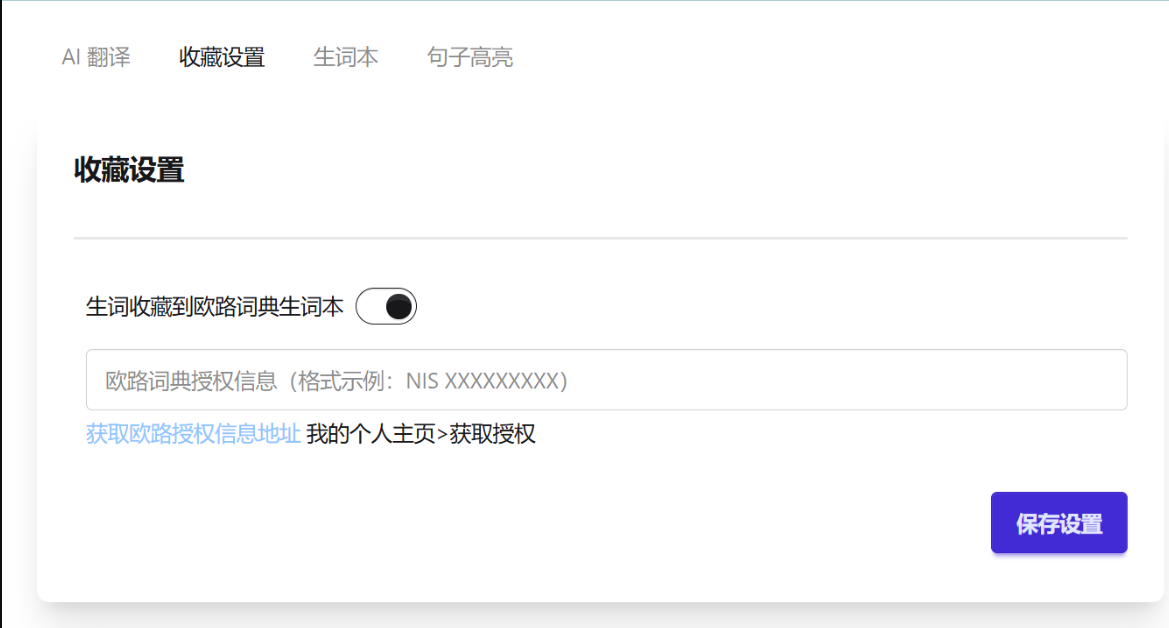 AI 翻译 收藏设置 生词本 句子高亮
收藏设置
生词收藏到欧路词典生词本
欧路词典授权信息（格式示例：NIS XXXXXXXXX）
获取欧路授权信息地址 我的个人主页>获取授权
保存设置